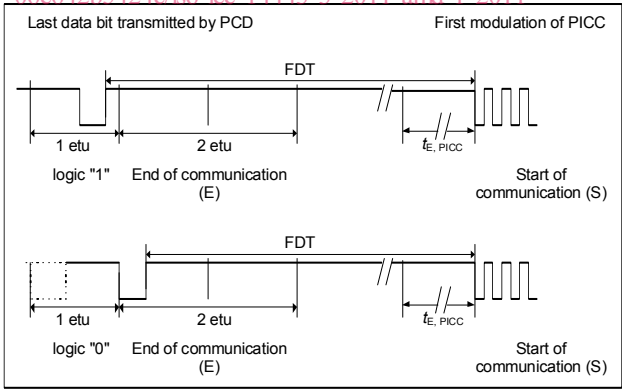 Last data bit transmitted by PCD First modulation of PICC
FDT
1 etu 2 etu tE, PICC
logic "1" End of communication (E) Start of communication (S)
FDT
1 etu 2 etu tE, PICC
logic "0" End of communication (E) Start of communication (S)